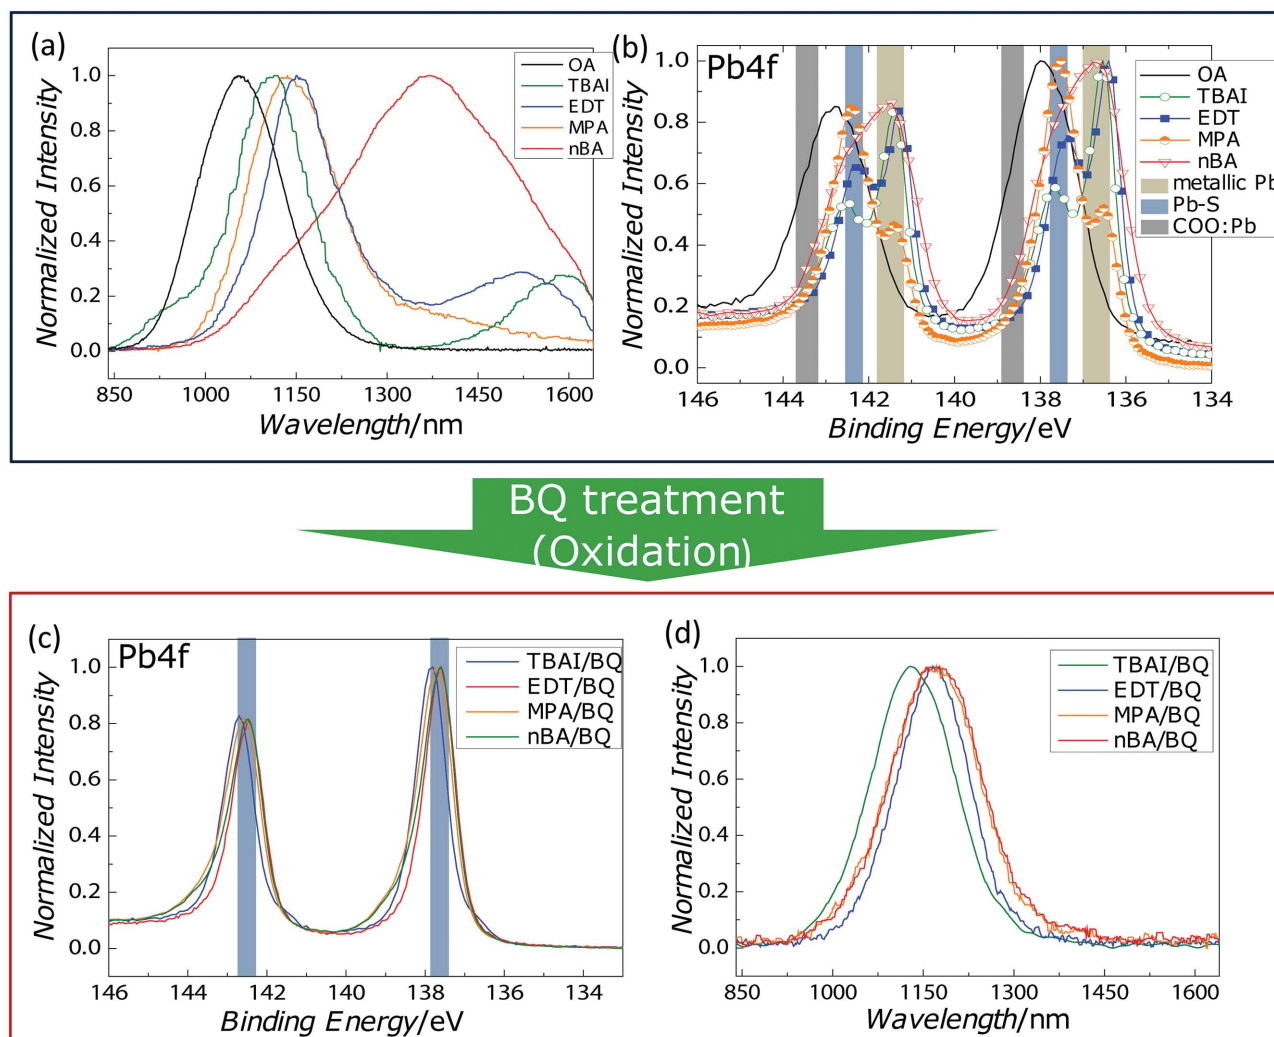 (a)
OA
TBAI
EDT
MPA
nBA
Normalized Intensity
1.0
0.8
0.6
0.4
0.2
0.0
850 1000 1150 1300 1450 1600
Wavelength/nm
(b)
Pb4f
OA
TBAI
EDT
MPA
nBA
metallic Pb
Pb-S
COO:Pb
Normalized Intensity
1.0
0.8
0.6
0.4
0.2
0.0
146 144 142 140 138 136 134
Binding Energy/eV
BQ treatment
(Oxidation)
(c)
Pb4f
TBAI/BQ
EDT/BQ
MPA/BQ
nBA/BQ
Normalized Intensity
1.0
0.8
0.6
0.4
0.2
0.0
146 144 142 140 138 136 134
Binding Energy/eV
(d)
TBAI/BQ
EDT/BQ
MPA/BQ
nBA/BQ
Normalized Intensity
1.0
0.8
0.6
0.4
0.2
0.0
850 1000 1150 1300 1450 1600
Wavelength/nm